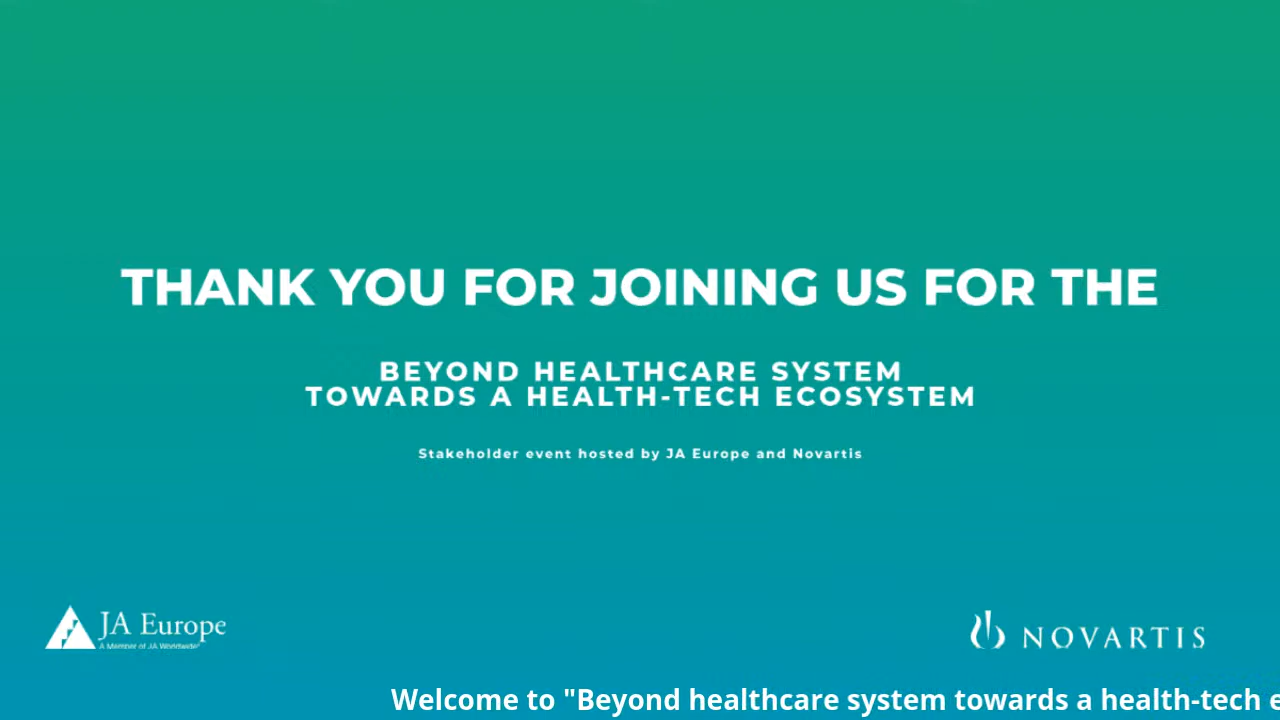 THANK YOU FOR JOINING US FOR THE
BEYOND HEALTHCARE SYSTEM
TOWARDS A HEALTH-TECH ECOSYSTEM
Stakeholder event hosted by JA Europe and Novartis
JA Europe
A Member of JA Worldwide
NOVARTIS
Welcome to "Beyond healthcare system towards a health-tech e